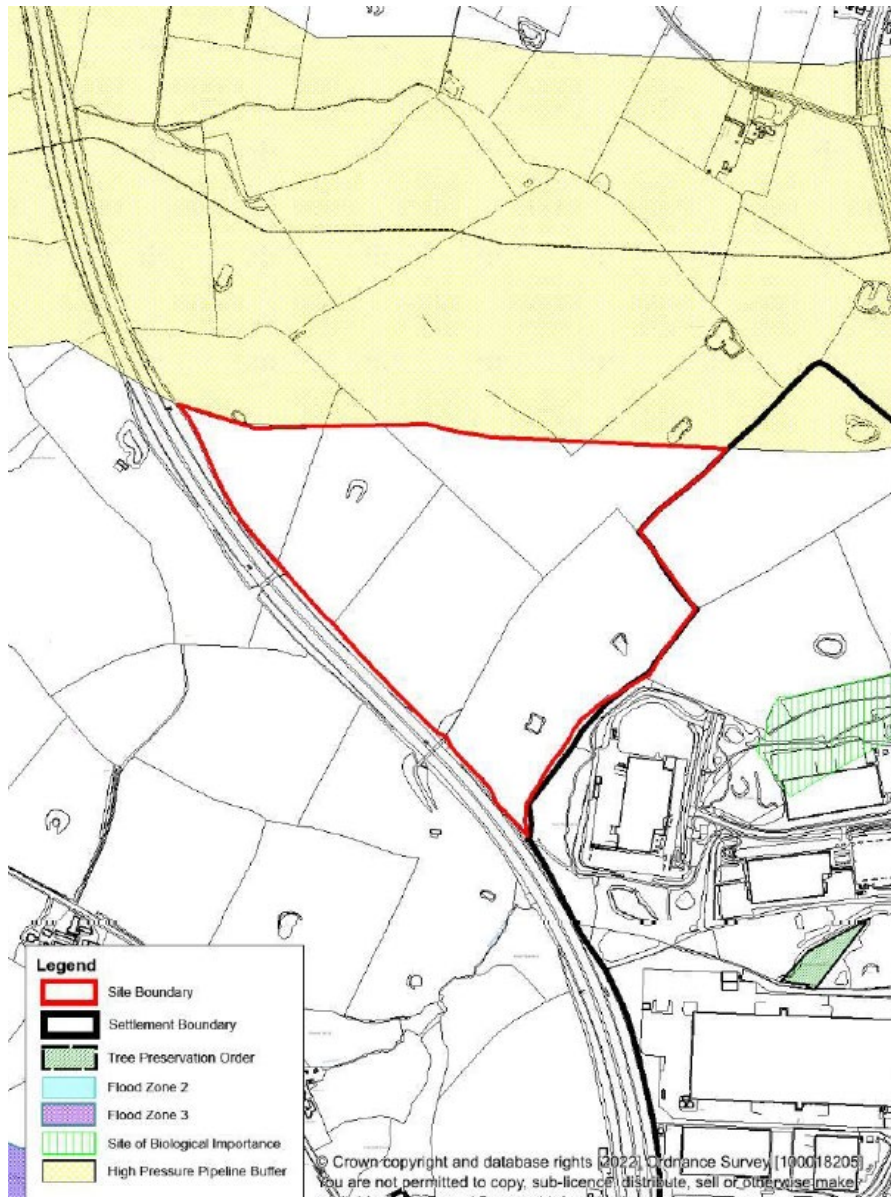 Legend
Site Boundary
Settlement Boundary
Tree Preservation Order
Flood Zone 2
Flood Zone 3
Site of Biological Importance
High Pressure Pipeline Buffer
© Crown copyright and database rights [2022] Ordnance Survey [100018205]
You are not permitted to copy, sub-licence, distribute, sell or otherwise make